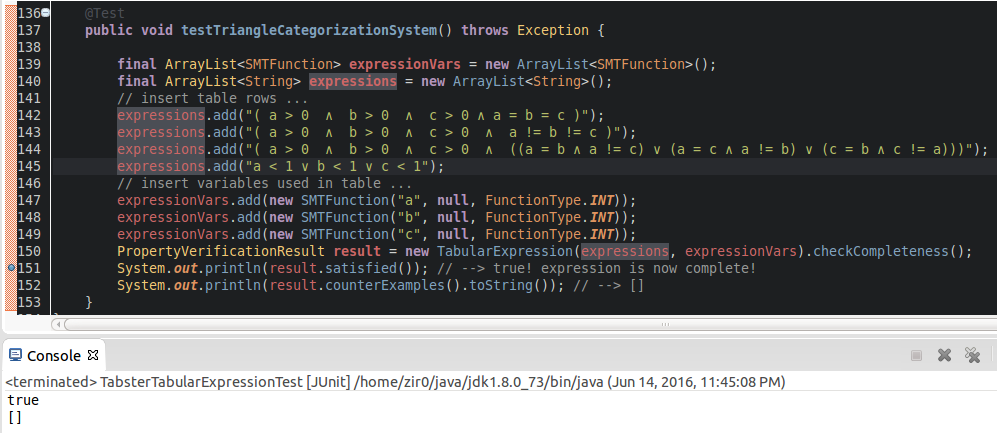 136 @Test
137 public void testTriangleCategorizationSystem() throws Exception {
138
139 final ArrayList<SMTFunction> expressionVars = new ArrayList<SMTFunction>();
140 final ArrayList<String> expressions = new ArrayList<String>();
141 // insert table rows ...
142 expressions.add("( a > 0  ∧  b > 0  ∧  c > 0 ∧ a = b = c )");
143 expressions.add("( a > 0  ∧  b > 0  ∧  c > 0  ∧  a != b != c )");
144 expressions.add("( a > 0  ∧  b > 0  ∧  c > 0  ∧  ((a = b ∧ a != c) ∨ (a = c ∧ a != b) ∨ (c = b ∧ c != a)))");
145 expressions.add("a < 1 ∨ b < 1 ∨ c < 1");
146 // insert variables used in table ...
147 expressionVars.add(new SMTFunction("a", null, FunctionType.INT));
148 expressionVars.add(new SMTFunction("b", null, FunctionType.INT));
149 expressionVars.add(new SMTFunction("c", null, FunctionType.INT));
150 PropertyVerificationResult result = new TabularExpression(expressions, expressionVars).checkCompleteness();
151 System.out.println(result.satisfied()); // --> true! expression is now complete!
152 System.out.println(result.counterExamples().toString()); // --> []
153 }
Console
<terminated> TabsterTabularExpressionTest [JUnit] /home/zir0/java/jdk1.8.0_73/bin/java (Jun 14, 2016, 11:45:08 PM)
true
[]